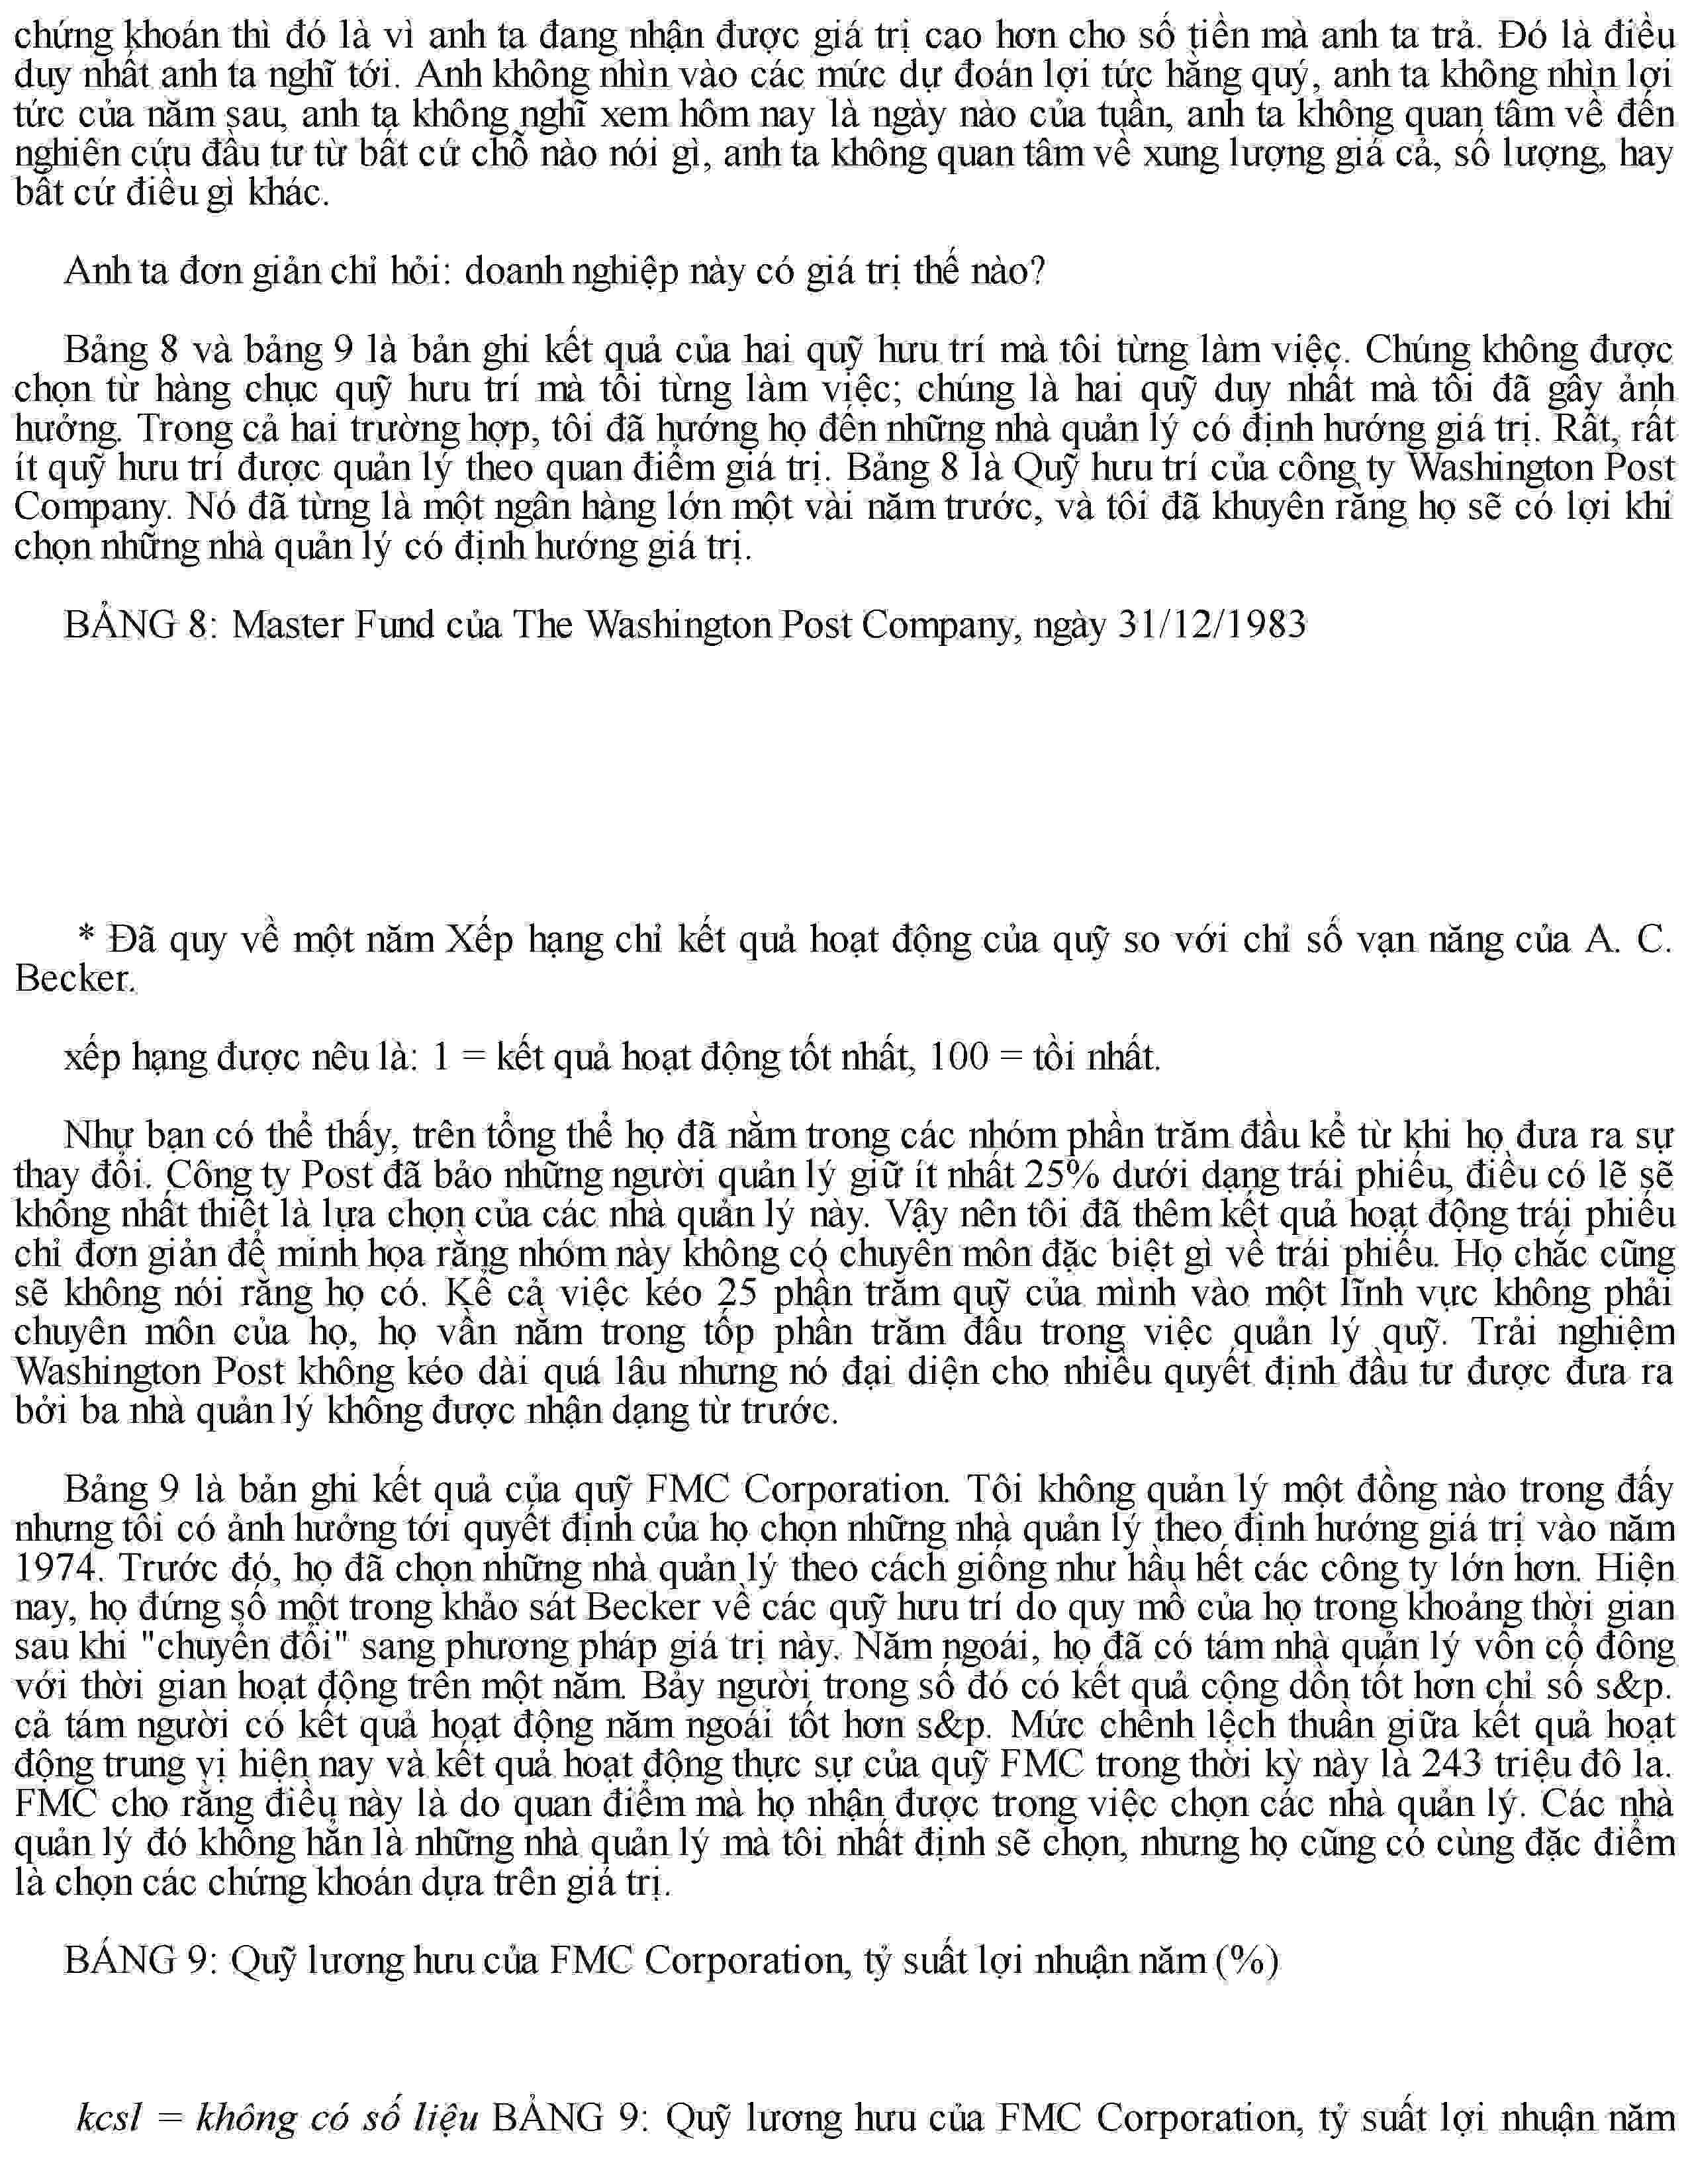 chứng khoán thì đó là vì anh ta đang nhận được giá trị cao hơn cho số tiền mà anh ta trả. Đó là điều
duy nhất anh ta nghĩ tới. Anh không nhìn vào các mức dự đoán lợi tức hằng quý, anh ta không nhìn lợi
tức của năm sau, anh ta không nghĩ xem hôm nay là ngày nào của tuần, anh ta không quan tâm về đến
nghiên cứu đầu tư từ bất cứ chỗ nào nói gì, anh ta không quan tâm về xung lượng giá cả, số lượng, hay
bất cứ điều gì khác.
Anh ta đơn giản chỉ hỏi: doanh nghiệp này có giá trị thế nào?
Bảng 8 và bảng 9 là bản ghi kết quả của hai quỹ hưu trí mà tôi từng làm việc. Chúng không được
chọn từ hàng chục quỹ hưu trí mà tôi từng làm việc; chúng là hai quỹ duy nhất mà tôi đã gây ảnh
hưởng. Trong cả hai trường hợp, tôi đã hướng họ đến những nhà quản lý có định hướng giá trị. Rất, rất
ít quỹ hưu trí được quản lý theo quan điểm giá trị. Bảng 8 là Quỹ hưu trí của công ty Washington Post
Company. Nó đã từng là một ngân hàng lớn một vài năm trước, và tôi đã khuyên rằng họ sẽ có lợi khi
chọn những nhà quản lý có định hướng giá trị.
BẢNG 8: Master Fund của The Washington Post Company, ngày 31/12/1983
* Đã quy về một năm Xếp hạng chỉ kết quả hoạt động của quỹ so với chỉ số vạn năng của A. C.
Becker.
xếp hạng được nêu là: 1 = kết quả hoạt động tốt nhất, 100 = tồi nhất.
Như bạn có thể thấy, trên tổng thể họ đã nằm trong các nhóm phần trăm đầu kể từ khi họ đưa ra sự
thay đổi. Công ty Post đã bảo những người quản lý giữ ít nhất 25% dưới dạng trái phiếu, điều có lẽ sẽ
không nhất thiết là lựa chọn của các nhà quản lý này. Vậy nên tôi đã thêm kết quả hoạt động trái phiếu
chỉ đơn giản để minh họa rằng nhóm này không có chuyên môn đặc biệt gì về trái phiếu. Họ chắc cũng
sẽ không nói rằng họ có. Kể cả việc kéo 25 phần trăm quỹ của mình vào một lĩnh vực không phải
chuyên môn của họ, họ vần nằm trong tốp phần trăm đầu trong việc quản lý quỹ. Trải nghiệm
Washington Post không kéo dài quá lâu nhưng nó đại diện cho nhiều quyết định đầu tư được đưa ra
bởi ba nhà quản lý không được nhận dạng từ trước.
Bảng 9 là bản ghi kết quả của quỹ FMC Corporation. Tôi không quản lý một đồng nào trong đấy
nhưng tôi có ảnh hưởng tới quyết định của họ chọn những nhà quản lý theo định hướng giá trị vào năm
1974. Trước đó, họ đã chọn những nhà quản lý theo cách giống như hầu hết các công ty lớn hơn. Hiện
nay, họ đứng số một trong khảo sát Becker về các quỹ hưu trí do quy mô của họ trong khoảng thời gian
sau khi "chuyển đổi" sang phương pháp giá trị này. Năm ngoái, họ đã có tám nhà quản lý vốn cổ đông
với thời gian hoạt động trên một năm. Bảy người trong số đó có kết quả cộng dồn tốt hơn chỉ số s&p.
cả tám người có kết quả hoạt động năm ngoái tốt hơn s&p. Mức chênh lệch thuần giữa kết quả hoạt
động trung vị hiện nay và kết quả hoạt động thực sự của quỹ FMC trong thời kỳ này là 243 triệu đô la.
FMC cho rằng điều này là do quan điểm mà họ nhận được trong việc chọn các nhà quản lý. Các nhà
quản lý đó không hẳn là những nhà quản lý mà tôi nhất định sẽ chọn, nhưng họ cũng có cùng đặc điểm
là chọn các chứng khoán dựa trên giá trị.
BẢNG 9: Quỹ lương hưu của FMC Corporation, tỷ suất lợi nhuận năm (%)
kcsl = không có số liệu BẢNG 9: Quỹ lương hưu của FMC Corporation, tỷ suất lợi nhuận năm